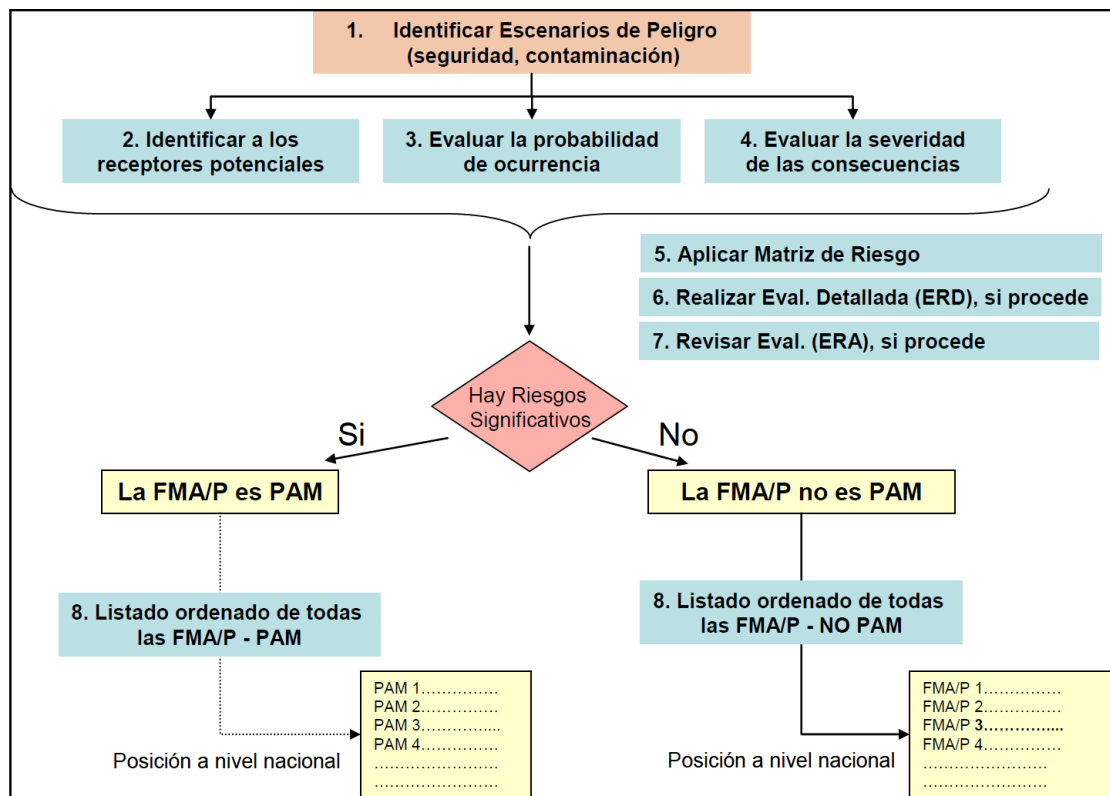 1. Identificar Escenarios de Peligro
(seguridad, contaminación)
2. Identificar a los
receptores potenciales
3. Evaluar la probabilidad
de ocurrencia
4. Evaluar la severidad
de las consecuencias
5. Aplicar Matriz de Riesgo
6. Realizar Eval. Detallada (ERD), si procede
7. Revisar Eval. (ERA), si procede
Hay Riesgos
Significativos
Si
No
La FMA/P es PAM
La FMA/P no es PAM
8. Listado ordenado de todas
las FMA/P - PAM
8. Listado ordenado de todas
las FMA/P - NO PAM
PAM 1……………
PAM 2……………
PAM 3……………..
PAM 4……………
……………………
……………………
Posición a nivel nacional
FMA/P 1……………
FMA/P 2……………
FMA/P 3…………....
FMA/P 4……………
……………………
……………………
Posición a nivel nacional